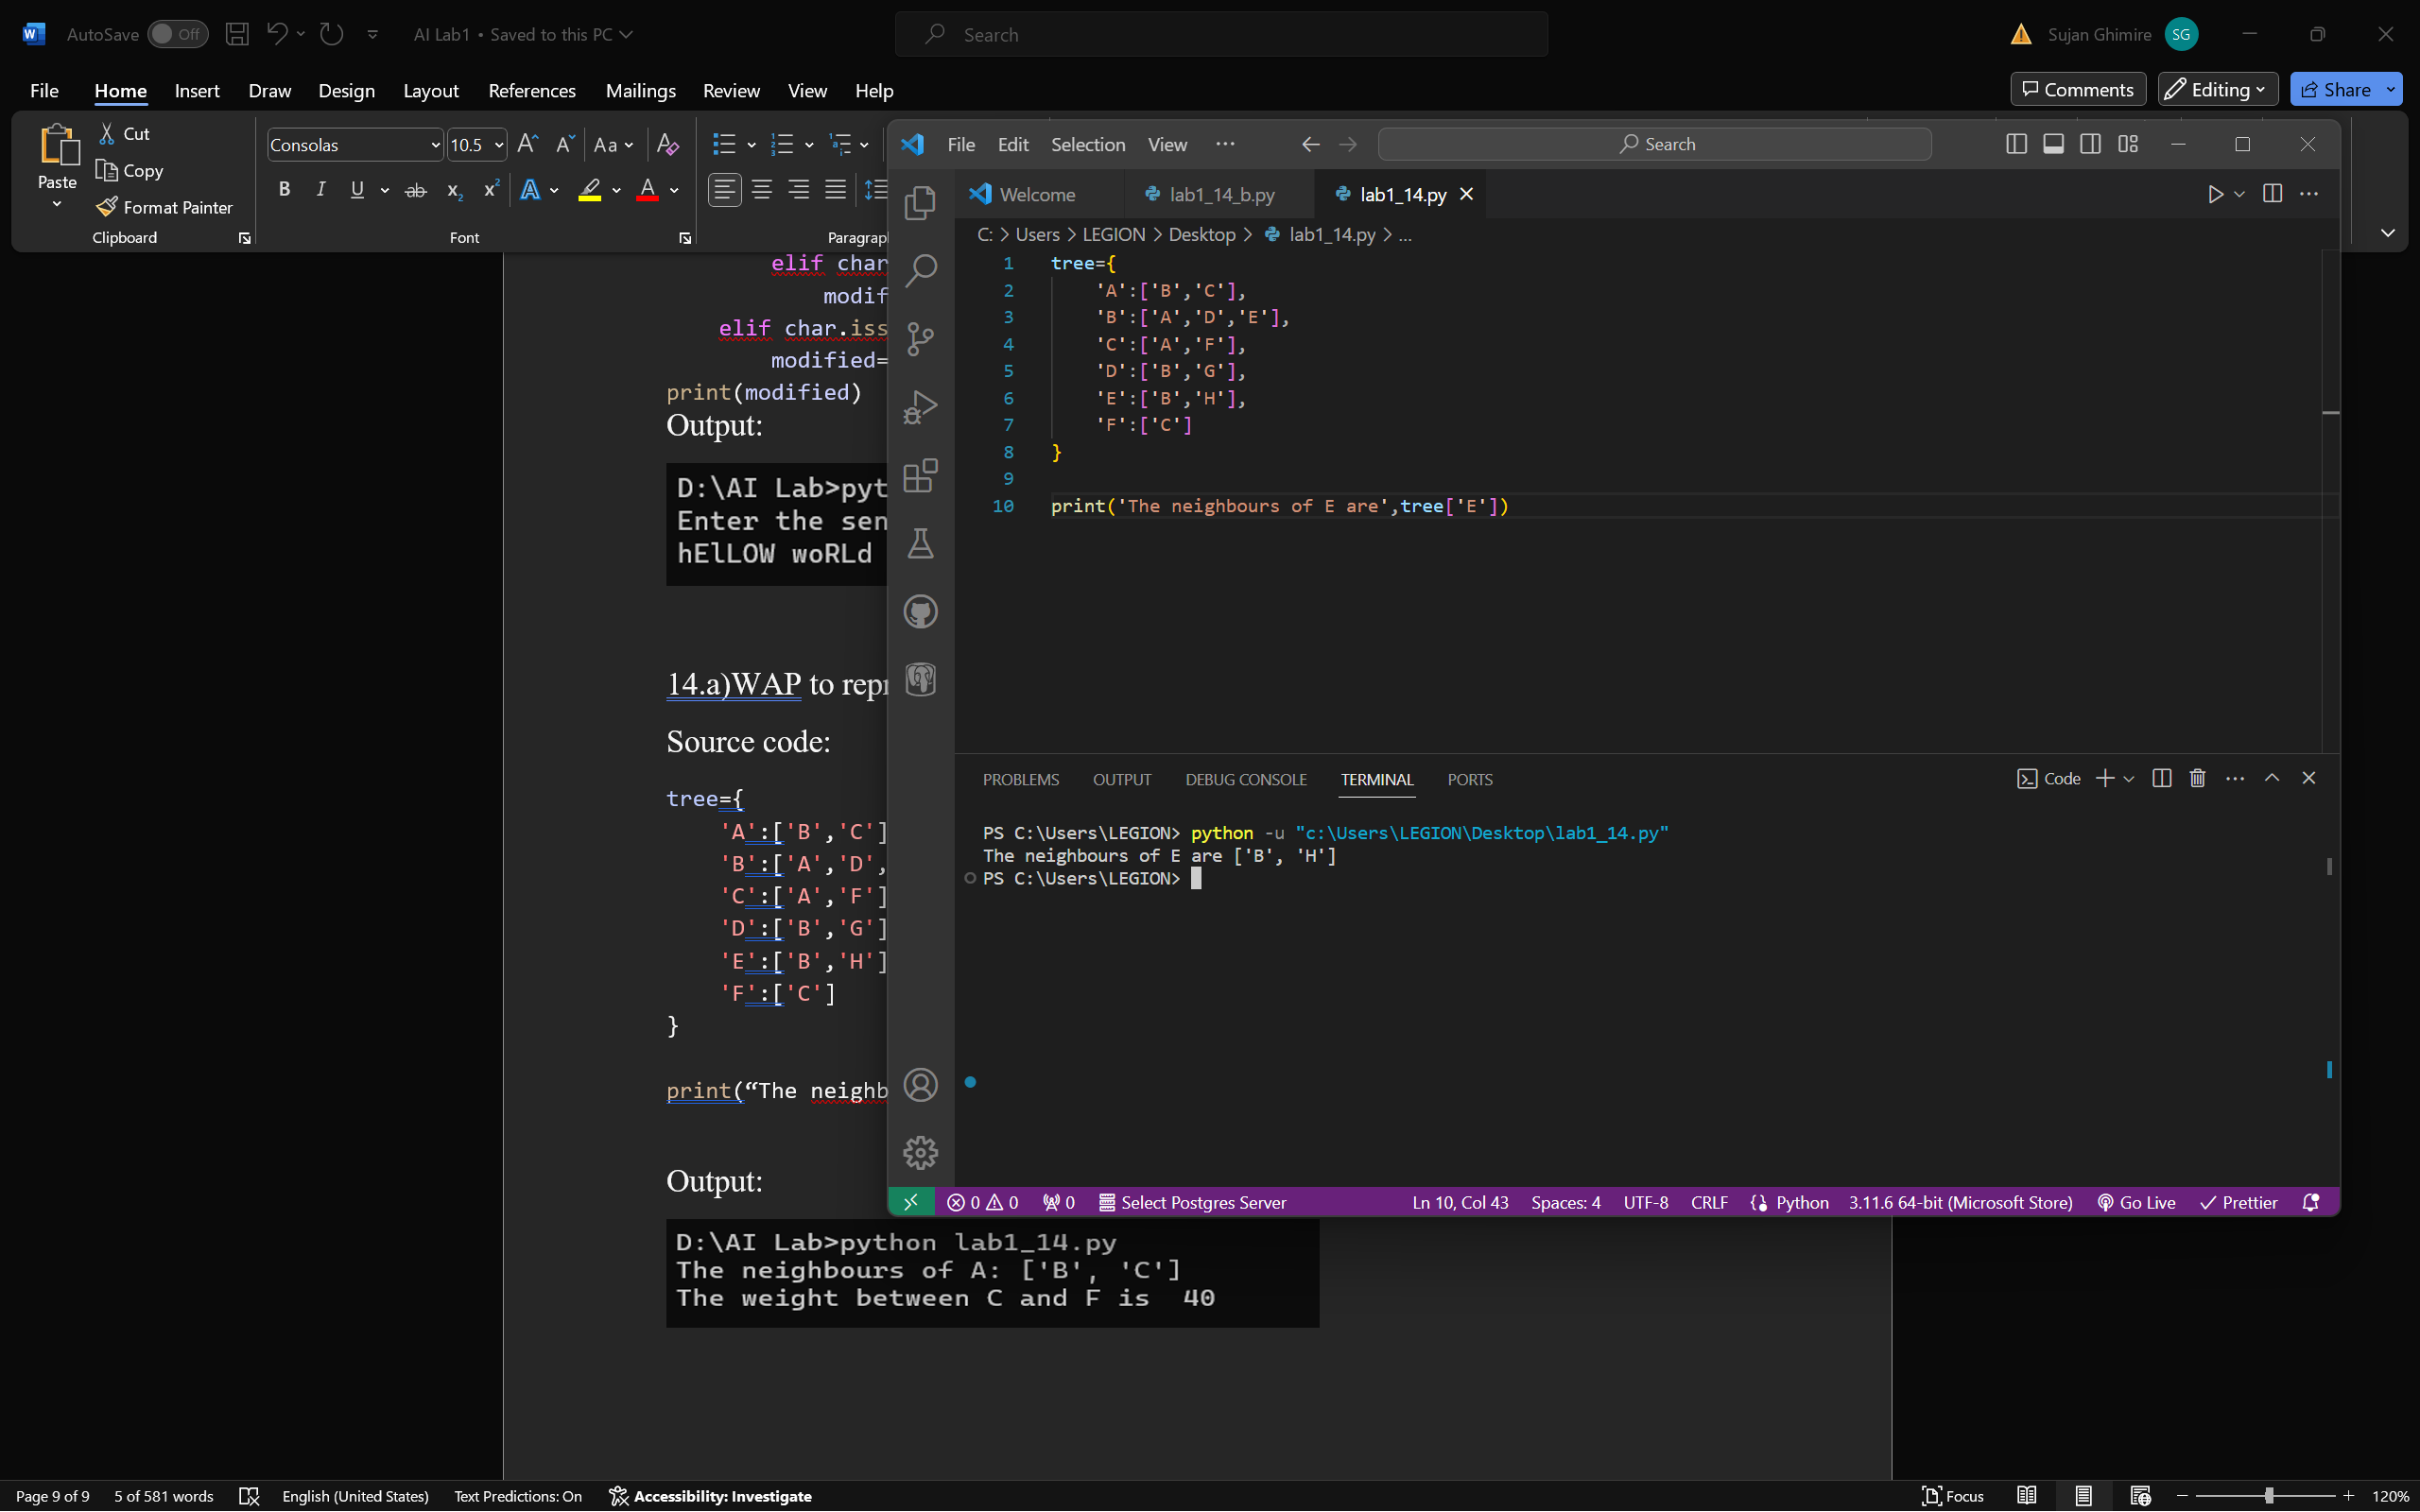 AutoSave Off AI Lab1 • Saved to this PC Search Sujan Ghimire SG
File Home Insert Draw Design Layout References Mailings Review View Help Comments Editing Share
Paste Cut Copy Format Painter Clipboard
Consolas 10.5 Aa Font
B I U ab x₂ x² A A Paragrap
elif char
modif
elif char.iss
modified=
print(modified)
Output:
D:\AI Lab>pyt
Enter the sen
hElLOW woRLd
14.a)WAP to repr
Source code:
tree={
'A':['B','C']
'B':['A','D',
'C':['A','F']
'D':['B','G']
'E':['B','H']
'F':['C']
}
print(“The neighb
Output:
D:\AI Lab>python lab1_14.py
The neighbours of A: ['B', 'C']
The weight between C and F is  40
File Edit Selection View ··· Search
Welcome lab1_14_b.py lab1_14.py
C: > Users > LEGION > Desktop > lab1_14.py > ...
1 tree={
2 'A':['B','C'],
3 'B':['A','D','E'],
4 'C':['A','F'],
5 'D':['B','G'],
6 'E':['B','H'],
7 'F':['C']
8 }
9
10 print('The neighbours of E are',tree['E'])
PROBLEMS OUTPUT DEBUG CONSOLE TERMINAL PORTS Code
PS C:\Users\LEGION> python -u "c:\Users\LEGION\Desktop\lab1_14.py"
The neighbours of E are ['B', 'H']
PS C:\Users\LEGION>
0 0 0 Select Postgres Server Ln 10, Col 43 Spaces: 4 UTF-8 CRLF Python 3.11.6 64-bit (Microsoft Store) Go Live Prettier
Page 9 of 9 5 of 581 words English (United States) Text Predictions: On Accessibility: Investigate Focus 120%